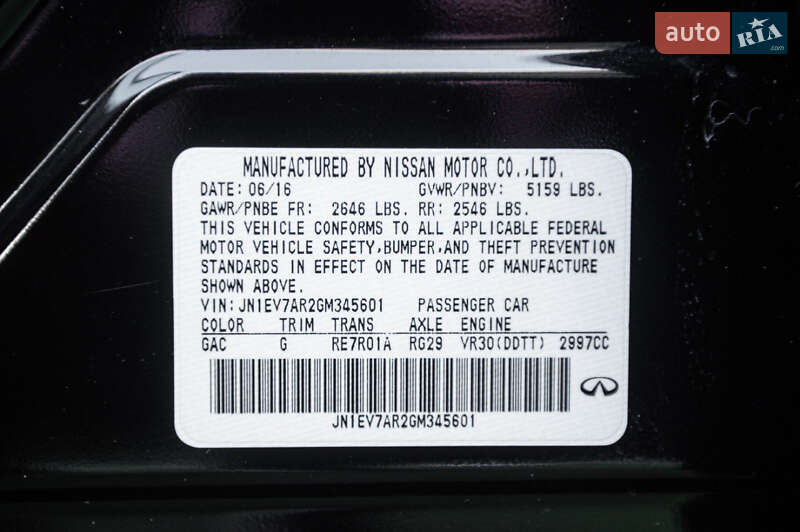 auto RIA.com
MANUFACTURED BY NISSAN MOTOR CO.,LTD.
DATE: 06/16 GVWR/PNBV: 5159 LBS.
GAWR/PNBE FR: 2646 LBS. RR: 2546 LBS.
THIS VEHICLE CONFORMS TO ALL APPLICABLE FEDERAL
MOTOR VEHICLE SAFETY,BUMPER,AND THEFT PREVENTION
STANDARDS IN EFFECT ON THE DATE OF MANUFACTURE
SHOWN ABOVE.
VIN:JN1EV7AR2GM345601 PASSENGER CAR
COLOR TRIM TRANS AXLE ENGINE
GAC G RE7R01A RG29 VR30(DDTT) 2997CC
JN1EV7AR2GM345601